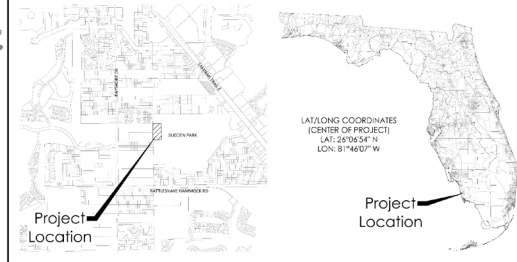 TAMIAMI TRAIL E
BAYSHORE DR
SUGDEN PARK
RATTLESNAKE HAMMOCK RD
Project
Location
LAT/LONG COORDINATES
(CENTER OF PROJECT)
LAT: 26°06'54" N
LON: 81°46'07" W
Project
Location